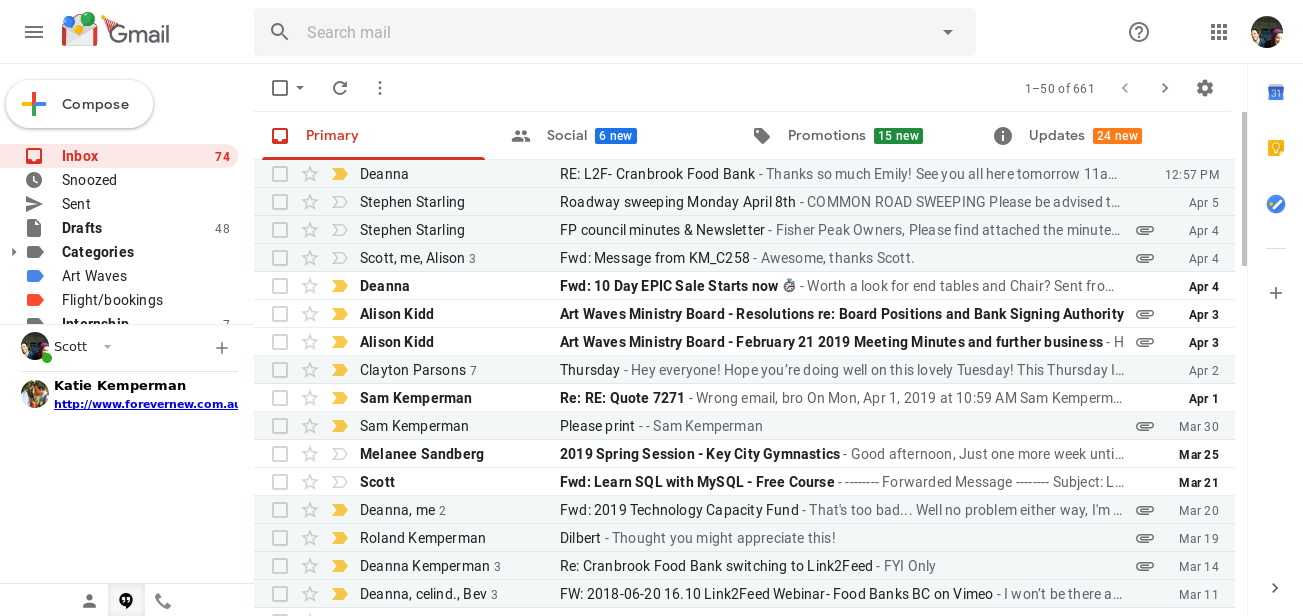 Gmail
Search mail
Compose
1–50 of 661
31
Primary
Social 6 new
Promotions 15 new
Updates 24 new
Inbox 74
Snoozed
Sent
Drafts 48
Categories
Art Waves
Flight/bookings
Internship 7
Scott
Katie Kemperman
http://www.forevernew.com.au
Deanna RE: L2F- Cranbrook Food Bank - Thanks so much Emily! See you all here tomorrow 11a… 12:57 PM
Stephen Starling Roadway sweeping Monday April 8th - COMMON ROAD SWEEPING Please be advised t… Apr 5
Stephen Starling FP council minutes & Newsletter - Fisher Peak Owners, Please find attached the minute… Apr 4
Scott, me, Alison 3 Fwd: Message from KM_C258 - Awesome, thanks Scott. Apr 4
Deanna Fwd: 10 Day EPIC Sale Starts now ⏱ - Worth a look for end tables and Chair? Sent fro… Apr 4
Alison Kidd Art Waves Ministry Board - Resolutions re: Board Positions and Bank Signing Authority Apr 3
Alison Kidd Art Waves Ministry Board - February 21 2019 Meeting Minutes and further business - H Apr 3
Clayton Parsons 7 Thursday - Hey everyone! Hope you’re doing well on this lovely Tuesday! This Thursday I… Apr 2
Sam Kemperman Re: RE: Quote 7271 - Wrong email, bro On Mon, Apr 1, 2019 at 10:59 AM Sam Kemperm… Apr 1
Sam Kemperman Please print - - Sam Kemperman Mar 30
Melanee Sandberg 2019 Spring Session - Key City Gymnastics - Good afternoon, Just one more week unti… Mar 25
Scott Fwd: Learn SQL with MySQL - Free Course - -------- Forwarded Message -------- Subject: L… Mar 21
Deanna, me 2 Fwd: 2019 Technology Capacity Fund - That's too bad... Well no problem either way, I'm … Mar 20
Roland Kemperman Dilbert - Thought you might appreciate this! Mar 19
Deanna Kemperman 3 Re: Cranbrook Food Bank switching to Link2Feed - FYI Only Mar 14
Deanna, celind., Bev 3 FW: 2018-06-20 16.10 Link2Feed Webinar- Food Banks BC on Vimeo - I won’t be there a… Mar 11